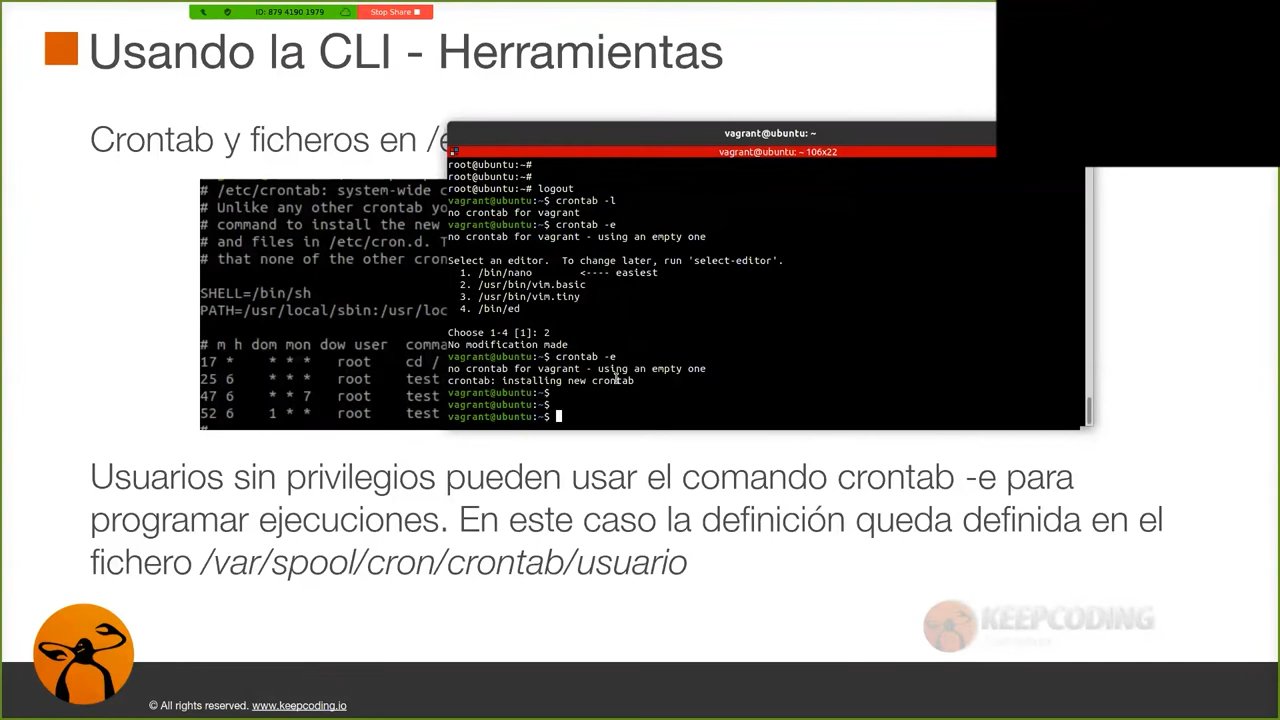 ID: 879 4190 1979
Stop Share
Usando la CLI - Herramientas
Crontab y ficheros en
# /etc/crontab: system-wide
# Unlike any other crontab
# command to install the new
# and files in /etc/cron.d.
# that none of the other
SHELL=/bin/sh
PATH=/usr/local/sbin:/usr/loc
# m h dom mon dow user
17 * * * * root cd /
25 6 * * * root test
47 6 * * 7 root test
52 6 1 * * root test
#
vagrant@ubuntu: ~
vagrant@ubuntu: ~ 106x22
root@ubuntu:~#
root@ubuntu:~#
root@ubuntu:~# logout
vagrant@ubuntu:~$ crontab -l
no crontab for vagrant
vagrant@ubuntu:~$ crontab -e
no crontab for vagrant - using an empty one
Select an editor.  To change later, run 'select-editor'.
1. /bin/nano        <---- easiest
2. /usr/bin/vim.basic
3. /usr/bin/vim.tiny
4. /bin/ed
Choose 1-4 [1]: 2
No modification made
vagrant@ubuntu:~$ crontab -e
no crontab for vagrant - using an empty one
crontab: installing new crontab
vagrant@ubuntu:~$
vagrant@ubuntu:~$
vagrant@ubuntu:~$
Usuarios sin privilegios pueden usar el comando crontab -e para
programar ejecuciones. En este caso la definición queda definida en el
fichero /var/spool/cron/crontab/usuario
KEEPCODING
© All rights reserved. www.keepcoding.io